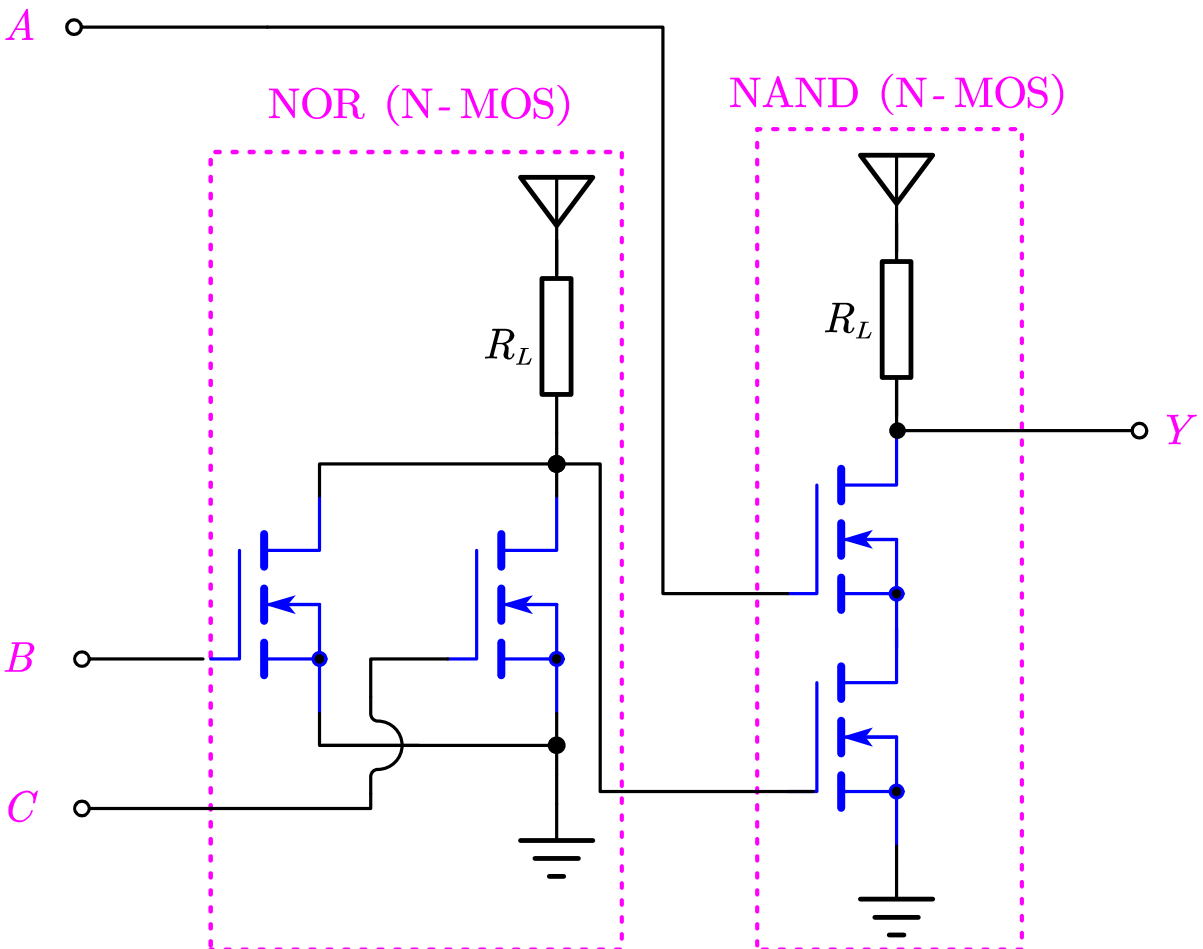 A
NOR (N-MOS)
NAND (N-MOS)
R_L
R_L
Y
B
C